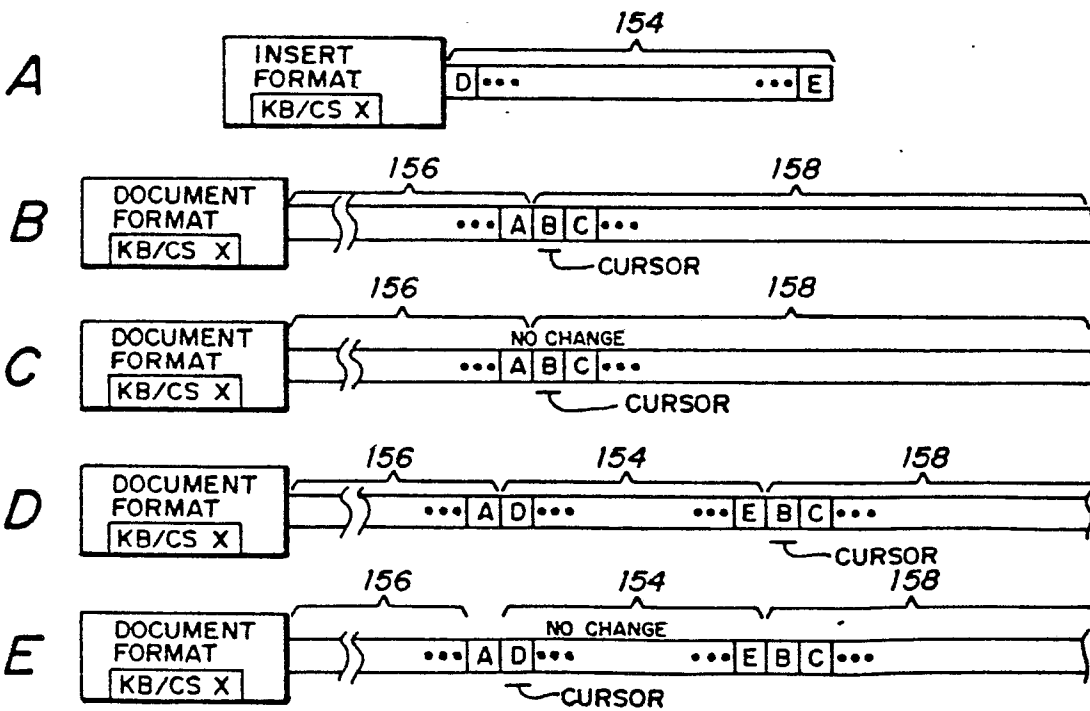 154
A
INSERT
FORMAT
KB/CS X
D ••• ••• E
156 158
B
DOCUMENT
FORMAT
KB/CS X
••• A B C •••
CURSOR
156 158
C
DOCUMENT
FORMAT
KB/CS X
NO CHANGE
••• A B C •••
CURSOR
156 154 158
D
DOCUMENT
FORMAT
KB/CS X
••• A D ••• ••• E B C •••
CURSOR
156 154 158
E
DOCUMENT
FORMAT
KB/CS X
NO CHANGE
••• A D ••• ••• E B C •••
CURSOR